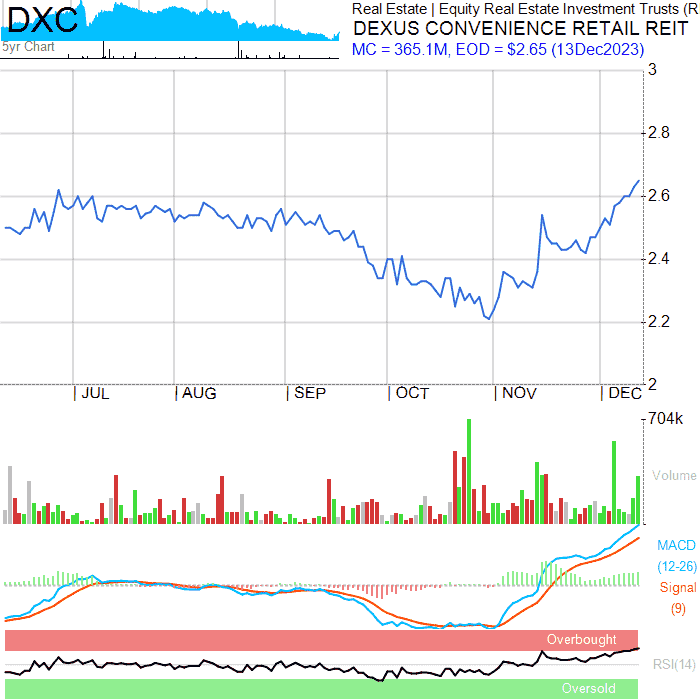 DXC
5yr Chart
Real Estate | Equity Real Estate Investment Trusts (R
DEXUS CONVENIENCE RETAIL REIT
MC = 365.1M, EOD = $2.65 (13Dec2023)
3
2.8
2.6
2.4
2.2
2
| JUL | AUG | SEP | OCT | NOV | DEC
704k
Volume
MACD
(12-26)
Signal
(9)
Overbought
RSI(14)
Oversold